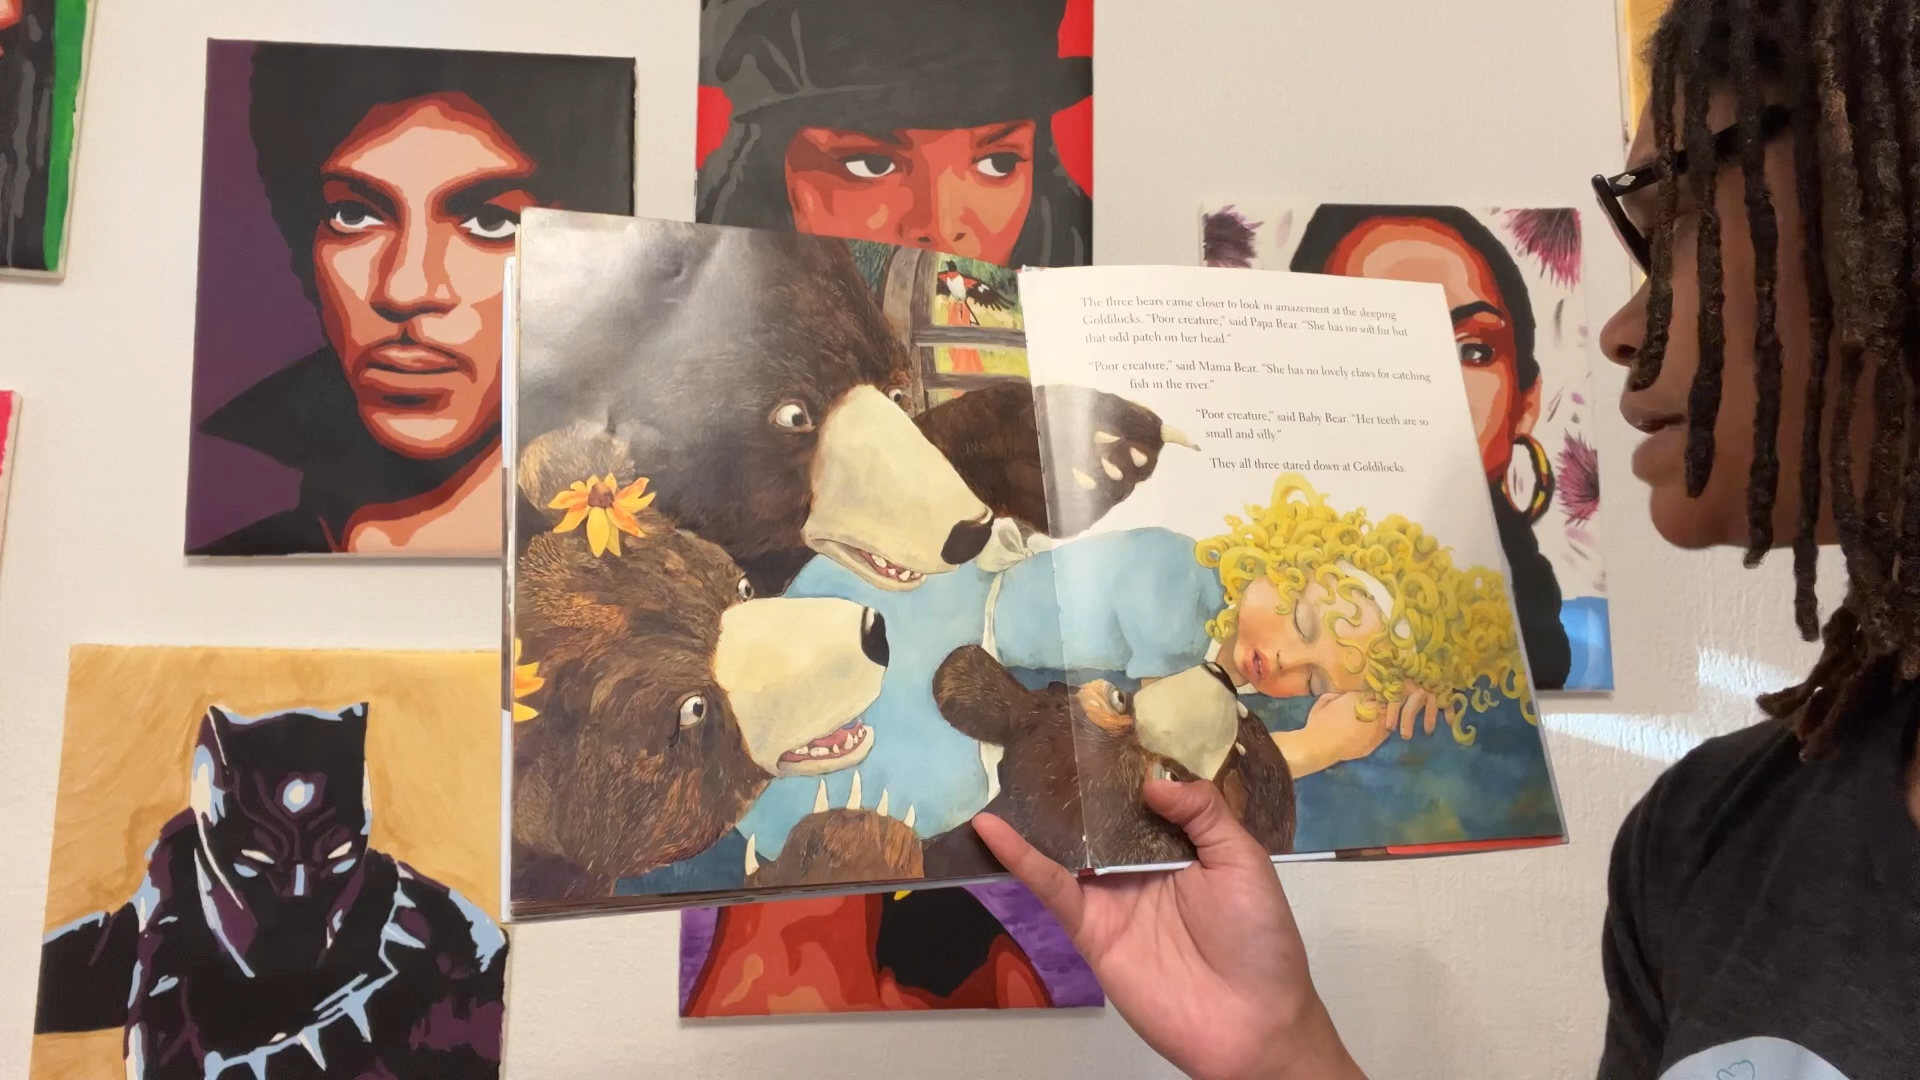 The three bears came closer to look in amazement at the sleeping
Goldilocks. "Poor creature," said Papa Bear. "She has no soft fur but
that odd patch on her head."
"Poor creature," said Mama Bear. "She has no lovely claws for catching
fish in the river."
"Poor creature," said Baby Bear. "Her teeth are so
small and silly."
They all three stared down at Goldilocks.